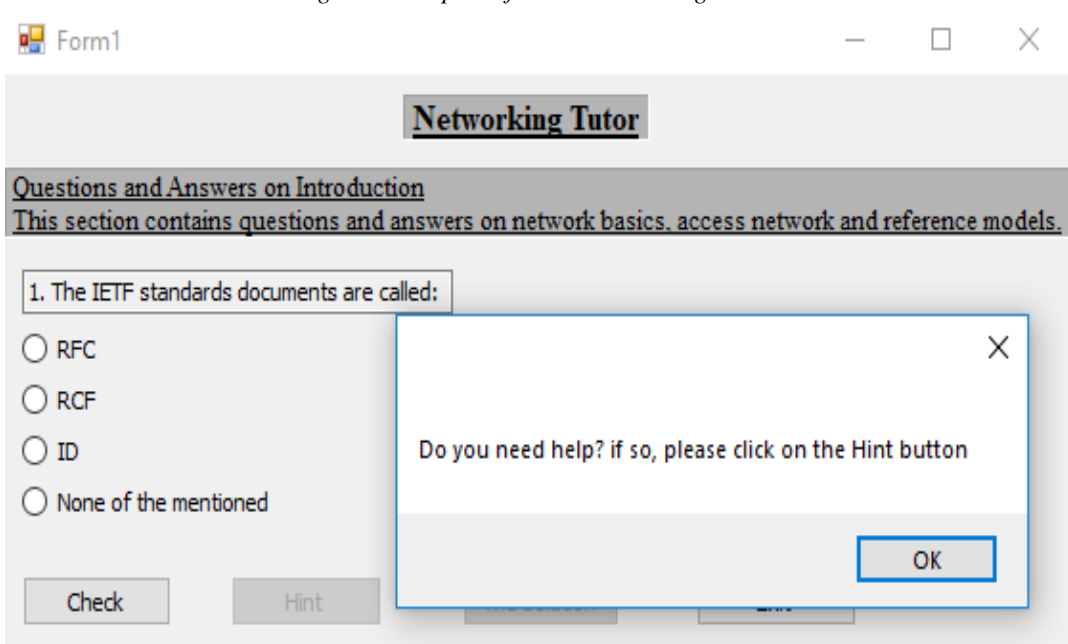 Form1
Networking Tutor
Questions and Answers on Introduction
This section contains questions and answers on network basics, access network and reference models.
1. The IETF standards documents are called:
RFC
RCF
ID
None of the mentioned
Do you need help? if so, please click on the Hint button
OK
Check
Hint